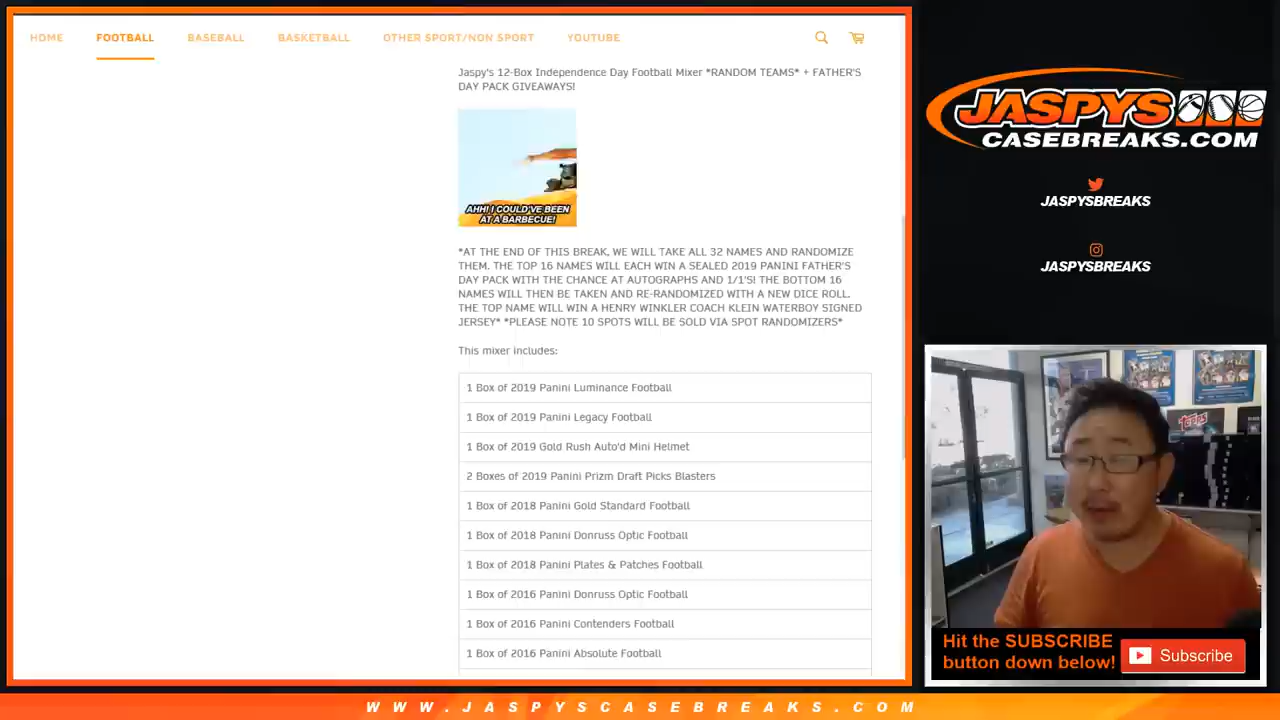 HOME FOOTBALL BASEBALL BASKETBALL OTHER SPORT/NON SPORT YOUTUBE
Jaspy's 12-Box Independence Day Football Mixer *RANDOM TEAMS* + FATHER'S
DAY PACK GIVEAWAYS!
AHH! I COULD'VE BEEN
AT A BARBECUE!
*AT THE END OF THIS BREAK, WE WILL TAKE ALL 32 NAMES AND RANDOMIZE
THEM. THE TOP 16 NAMES WILL EACH WIN A SEALED 2019 PANINI FATHER'S
DAY PACK WITH THE CHANCE AT AUTOGRAPHS AND 1/1'S! THE BOTTOM 16
NAMES WILL THEN BE TAKEN AND RE-RANDOMIZED WITH A NEW DICE ROLL.
THE TOP NAME WILL WIN A HENRY WINKLER COACH KLEIN WATERBOY SIGNED
JERSEY* *PLEASE NOTE 10 SPOTS WILL BE SOLD VIA SPOT RANDOMIZERS*
This mixer includes:
1 Box of 2019 Panini Luminance Football
1 Box of 2019 Panini Legacy Football
1 Box of 2019 Gold Rush Auto'd Mini Helmet
2 Boxes of 2019 Panini Prizm Draft Picks Blasters
1 Box of 2018 Panini Gold Standard Football
1 Box of 2018 Panini Donruss Optic Football
1 Box of 2018 Panini Plates & Patches Football
1 Box of 2016 Panini Donruss Optic Football
1 Box of 2016 Panini Contenders Football
1 Box of 2016 Panini Absolute Football
JASPYS
CASEBREAKS.COM
JASPYSBREAKS
JASPYSBREAKS
TOPPS
Hit the SUBSCRIBE
button down below!
Subscribe
WWW.JASPYSCASEBREAKS.COM